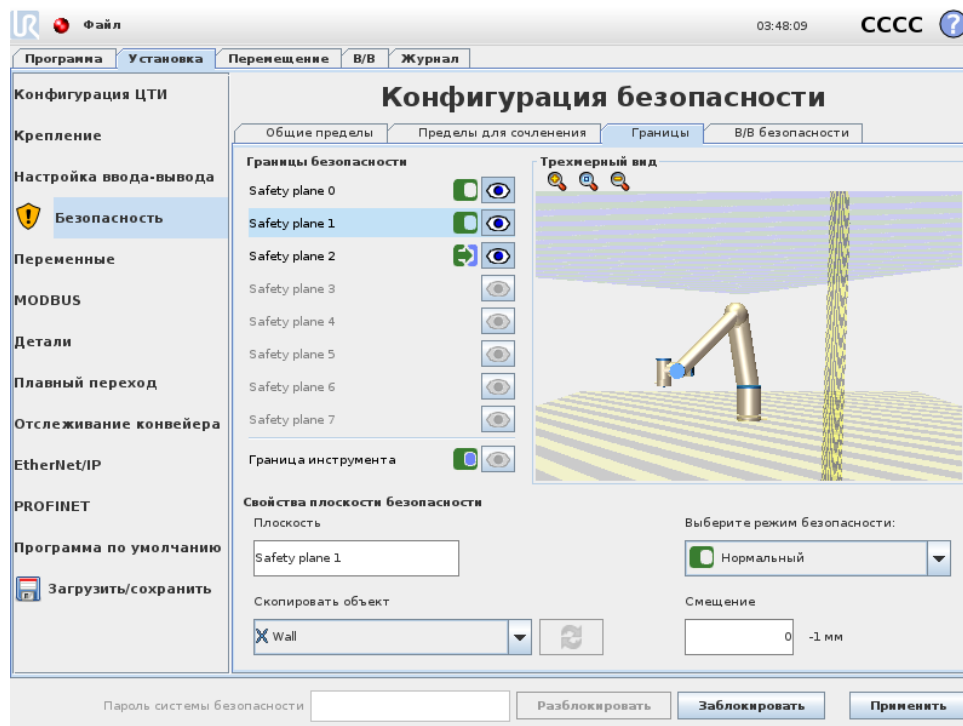 UR
Файл
03:48:09
CCCC
?
Программа
Установка
Перемещение
В/В
Журнал
Конфигурация ЦТИ
Крепление
Настройка ввода-вывода
Безопасность
Переменные
MODBUS
Детали
Плавный переход
Отслеживание конвейера
EtherNet/IP
PROFINET
Программа по умолчанию
Загрузить/сохранить
Конфигурация безопасности
Общие пределы
Пределы для сочленения
Границы
В/В безопасности
Границы безопасности
Safety plane 0
Safety plane 1
Safety plane 2
Safety plane 3
Safety plane 4
Safety plane 5
Safety plane 6
Safety plane 7
Граница инструмента
Трехмерный вид
Свойства плоскости безопасности
Плоскость
Safety plane 1
Выберите режим безопасности:
Нормальный
Скопировать объект
Wall
Смещение
0 -1 мм
Пароль системы безопасности
Разблокировать
Заблокировать
Применить